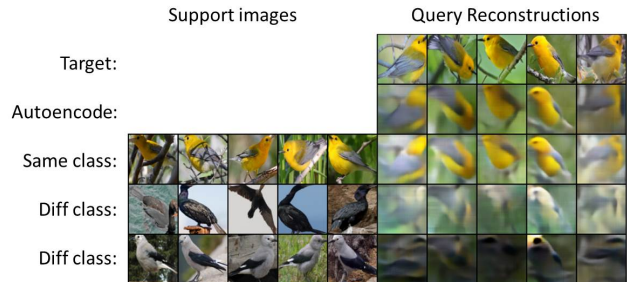 Support images
Query Reconstructions
Target:
Autoencode:
Same class:
Diff class:
Diff class: